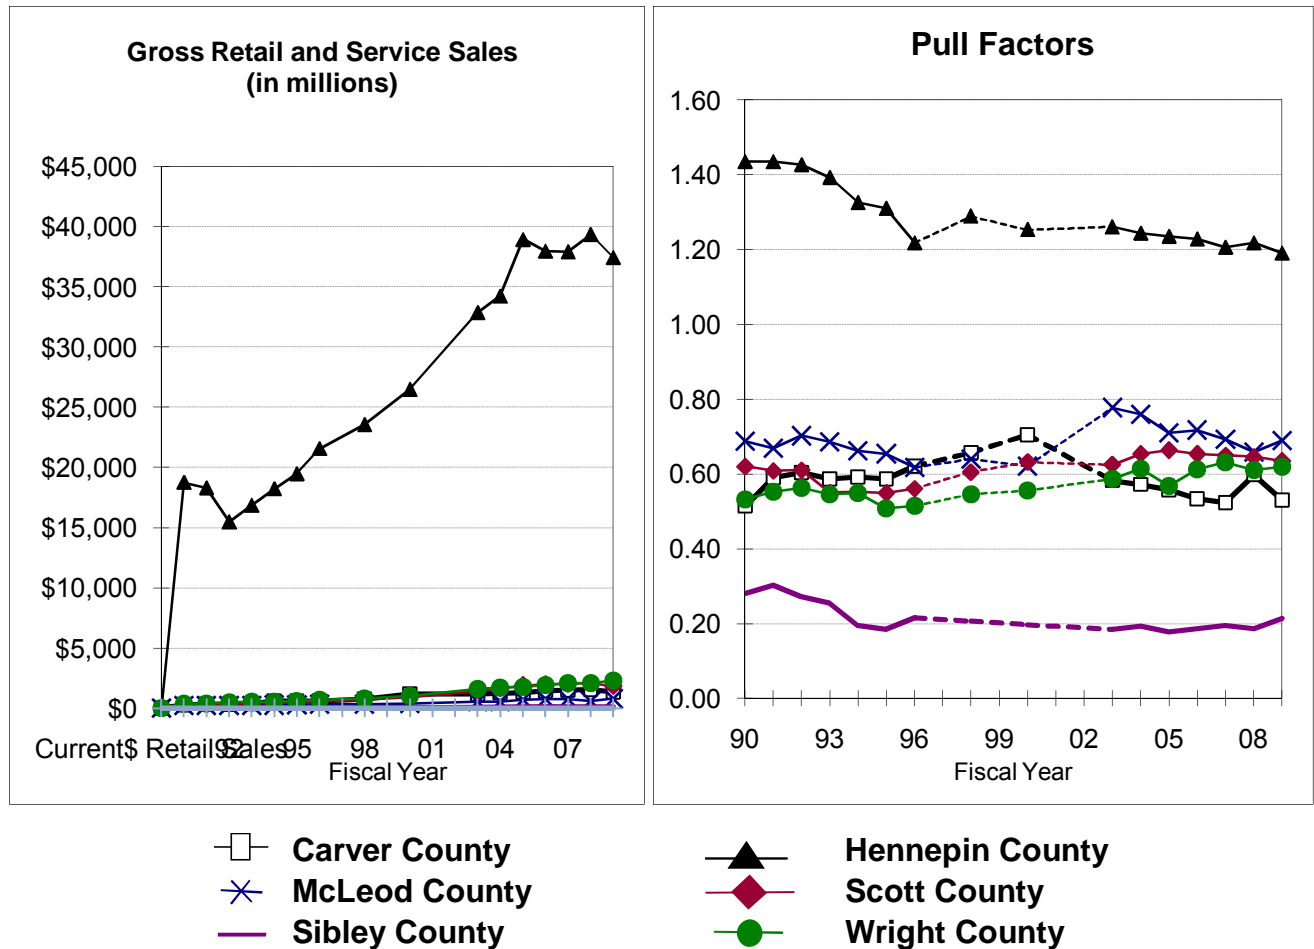 Gross Retail and Service Sales
(in millions)
$45,000
$40,000
$35,000
$30,000
$25,000
$20,000
$15,000
$10,000
$5,000
$0
Current$ Retail Sales 92 95 98 01 04 07
Fiscal Year
Pull Factors
1.60
1.40
1.20
1.00
0.80
0.60
0.40
0.20
0.00
90 93 96 99 02 05 08
Fiscal Year
Carver County
Hennepin County
McLeod County
Scott County
Sibley County
Wright County